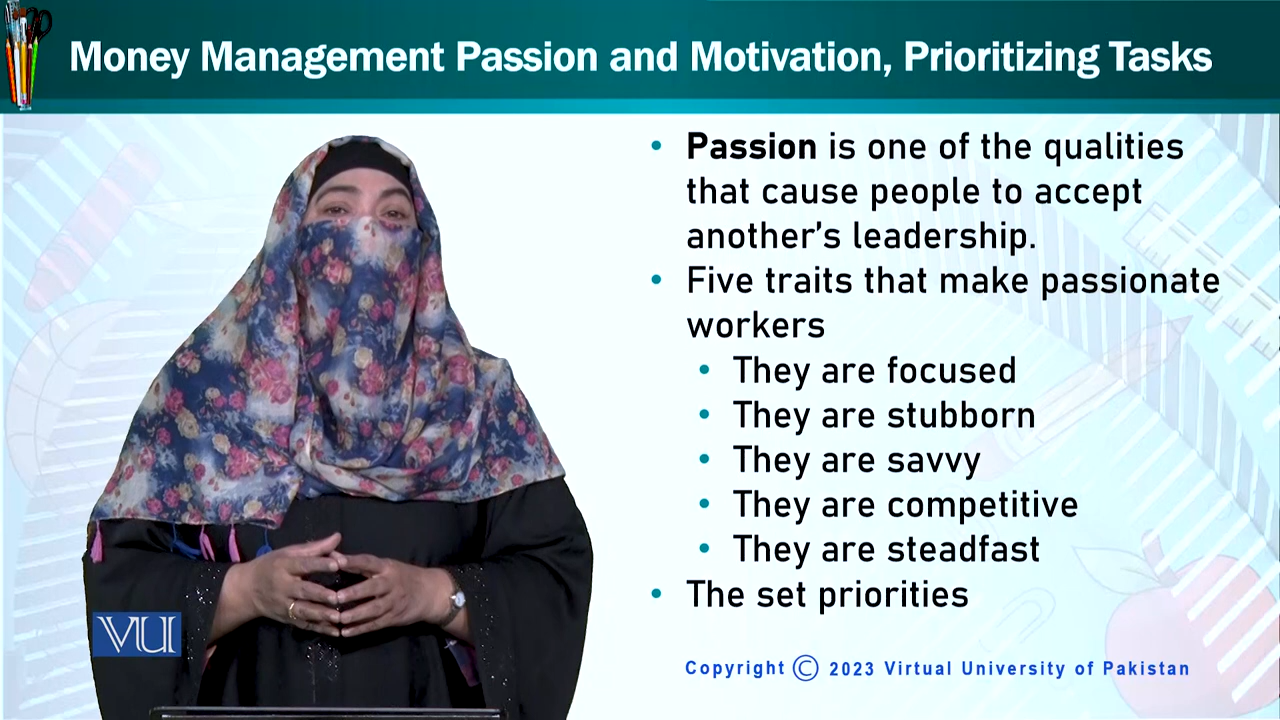 Money Management Passion and Motivation, Prioritizing Tasks
• Passion is one of the qualities
that cause people to accept
another's leadership.
• Five traits that make passionate
workers
• They are focused
• They are stubborn
• They are savvy
• They are competitive
• They are steadfast
• The set priorities
VU
Copyright © 2023 Virtual University of Pakistan